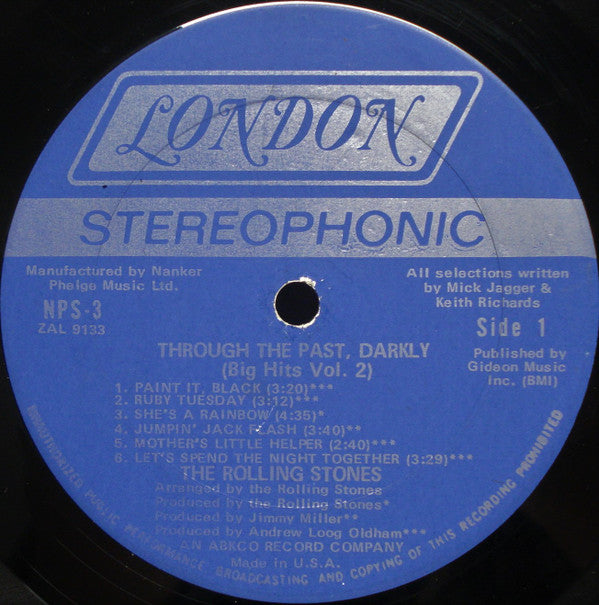 LONDON
STEREOPHONIC
Manufactured by Nanker
Phelge Music Ltd.
NPS-3
ZAL 9133
All selections written
by Mick Jagger &
Keith Richards
Side 1
Published by
Gideon Music
Inc. (BMI)
THROUGH THE PAST, DARKLY
(Big Hits Vol. 2)
1. PAINT IT, BLACK (3:20)***
2. RUBY TUESDAY (3:12)***
3. SHE'S A RAINBOW (4:35)*
4. JUMPIN' JACK FLASH (3:40)**
5. MOTHER'S LITTLE HELPER (2:40)***
6. LET'S SPEND THE NIGHT TOGETHER (3:29)***
THE ROLLING STONES
Arranged by the Rolling Stones
Produced by the Rolling Stones*
Produced by Jimmy Miller**
Produced by Andrew Loog Oldham***
AN ABKCO RECORD COMPANY
Made in U.S.A.
UNAUTHORIZED PUBLIC PERFORMANCE, BROADCASTING AND COPYING OF THIS RECORDING PROHIBITED